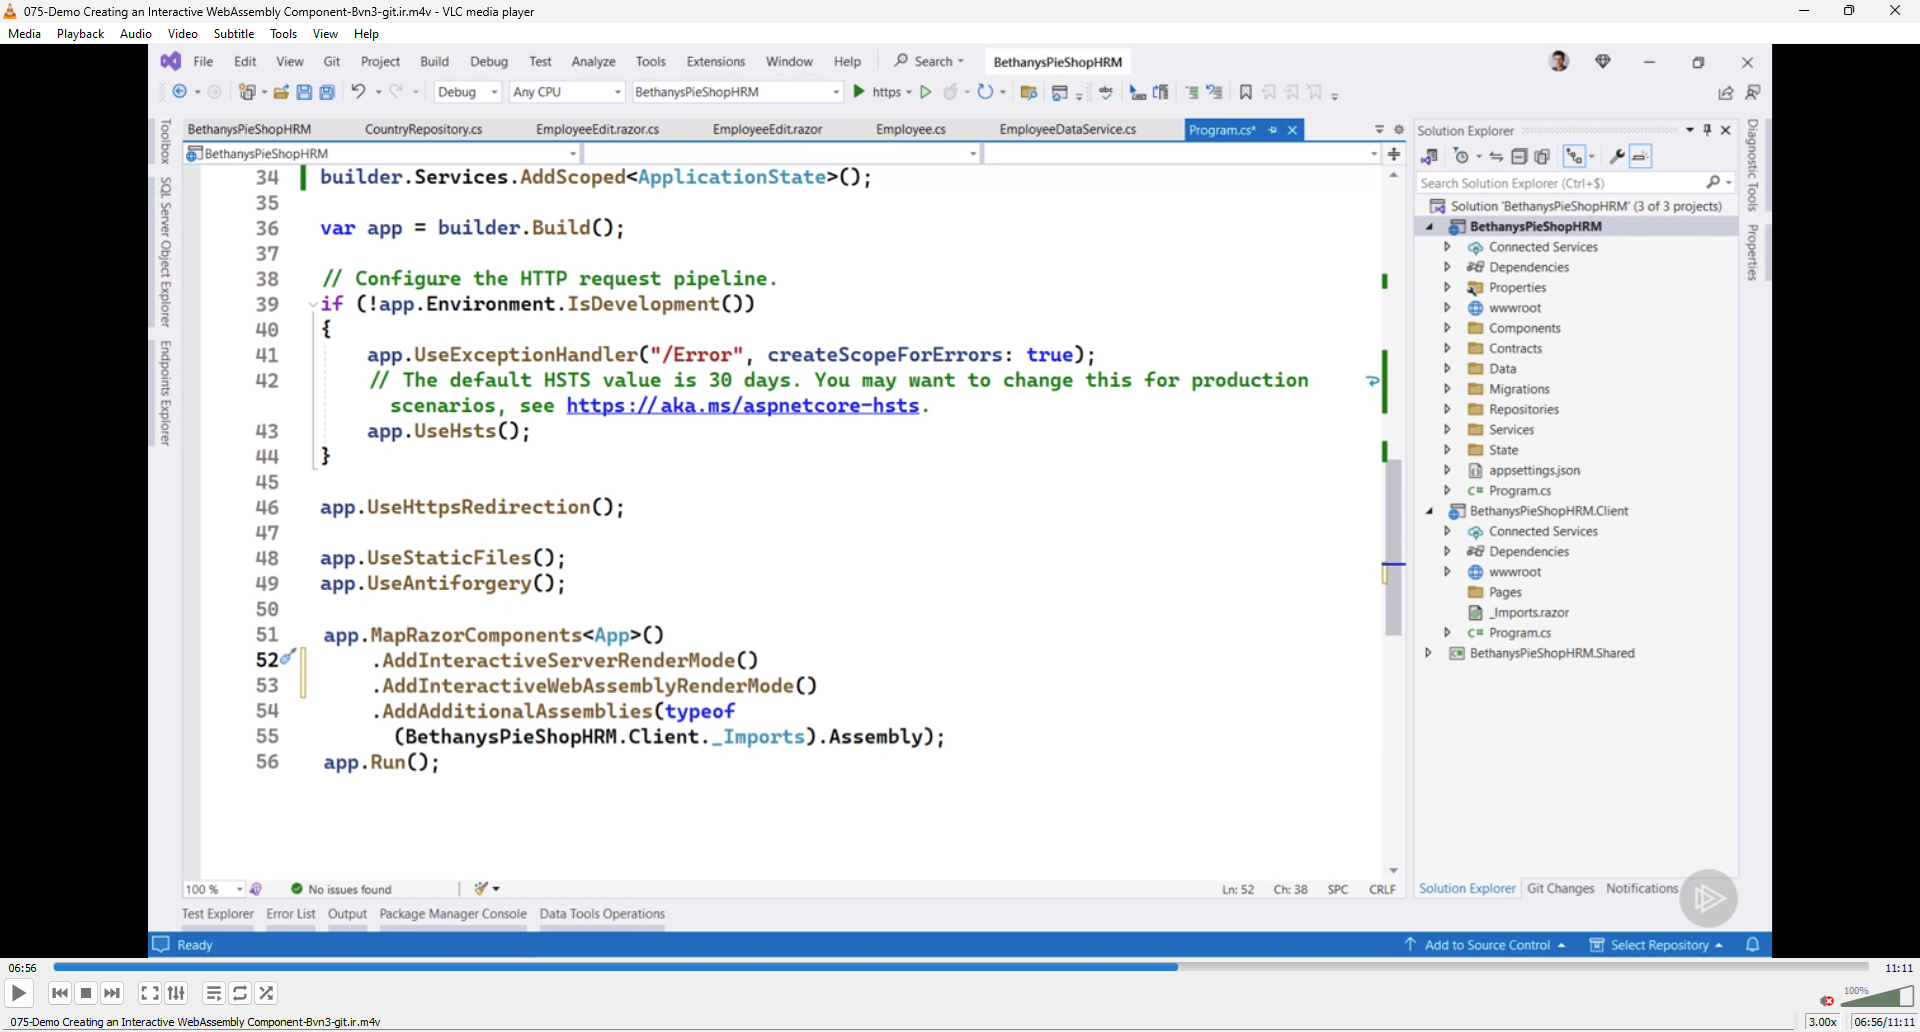 075-Demo Creating an Interactive WebAssembly Component-Bvn3-git.ir.m4v - VLC media player
Media Playback Audio Video Subtitle Tools View Help
File Edit View Git Project Build Debug Test Analyze Tools Extensions Window Help Search BethanysPieShopHRM
Debug Any CPU BethanysPieShopHRM https
BethanysPieShopHRM CountryRepository.cs EmployeeEdit.razor.cs EmployeeEdit.razor Employee.cs EmployeeDataService.cs Program.cs*
BethanysPieShopHRM
Toolbox
SQL Server Object Explorer
Endpoints Explorer
34 builder.Services.AddScoped<ApplicationState>();
35
36 var app = builder.Build();
37
38 // Configure the HTTP request pipeline.
39 if (!app.Environment.IsDevelopment())
40 {
41 app.UseExceptionHandler("/Error", createScopeForErrors: true);
42 // The default HSTS value is 30 days. You may want to change this for production
scenarios, see https://aka.ms/aspnetcore-hsts.
43 app.UseHsts();
44 }
45
46 app.UseHttpsRedirection();
47
48 app.UseStaticFiles();
49 app.UseAntiforgery();
50
51 app.MapRazorComponents<App>()
52 .AddInteractiveServerRenderMode()
53 .AddInteractiveWebAssemblyRenderMode()
54 .AddAdditionalAssemblies(typeof
55 (BethanysPieShopHRM.Client._Imports).Assembly);
56 app.Run();
100 % No issues found Ln: 52 Ch: 38 SPC CRLF
Solution Explorer
Search Solution Explorer (Ctrl+$)
Solution 'BethanysPieShopHRM' (3 of 3 projects)
BethanysPieShopHRM
Connected Services
Dependencies
Properties
wwwroot
Components
Contracts
Data
Migrations
Repositories
Services
State
appsettings.json
C# Program.cs
BethanysPieShopHRM.Client
Connected Services
Dependencies
wwwroot
Pages
_Imports.razor
C# Program.cs
BethanysPieShopHRM.Shared
Solution Explorer Git Changes Notifications
Diagnostic Tools
Properties
Test Explorer Error List Output Package Manager Console Data Tools Operations
Ready Add to Source Control Select Repository
06:56 11:11
100%
075-Demo Creating an Interactive WebAssembly Component-Bvn3-git.ir.m4v 3.00x 06:56/11:11